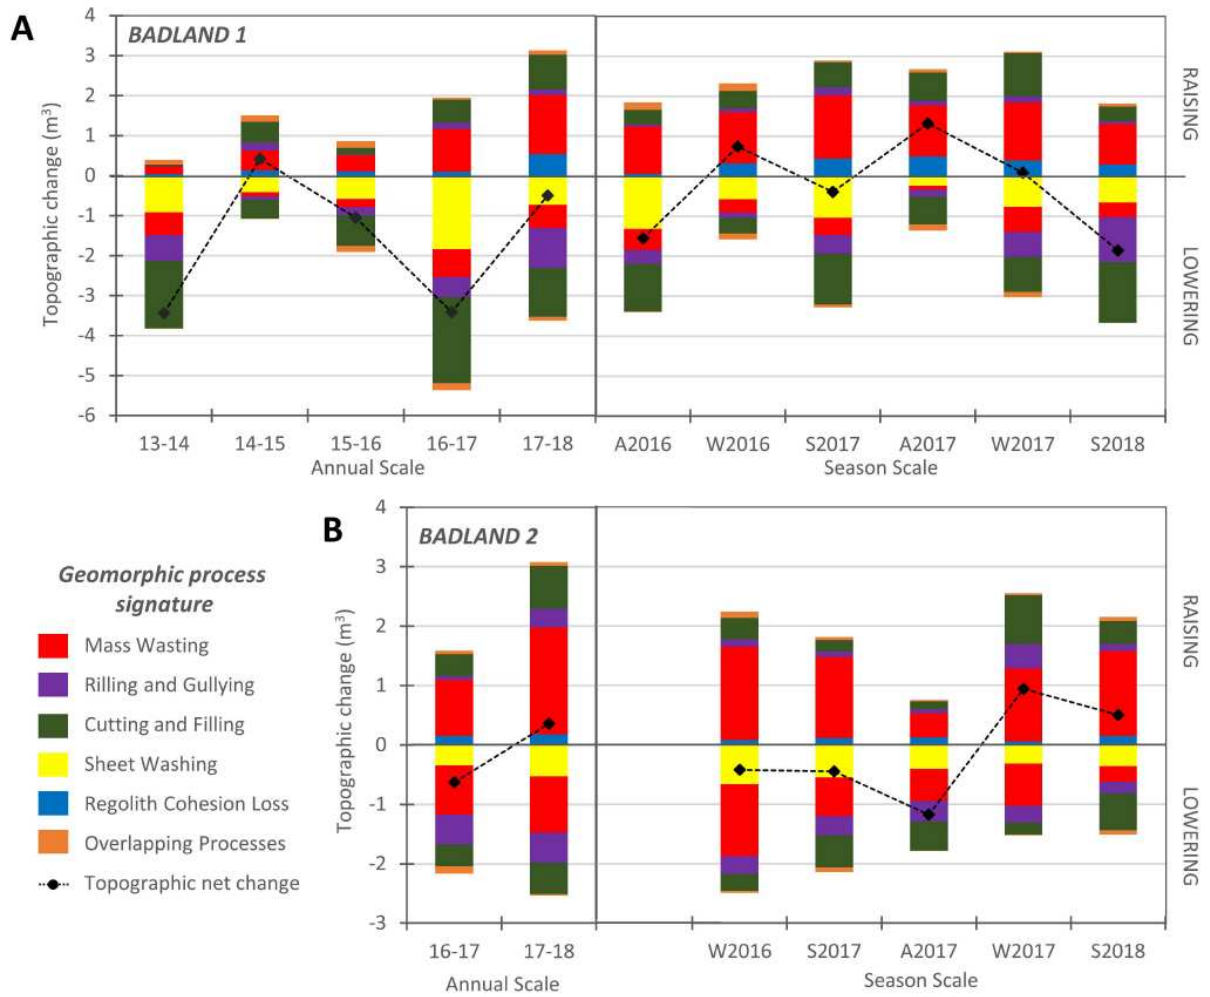 A
BADLAND 1
Topographic change (m³)
4
3
2
1
0
-1
-2
-3
-4
-5
-6
RAISING
LOWERING
13-14 14-15 15-16 16-17 17-18 A2016 W2016 S2017 A2017 W2017 S2018
Annual Scale Season Scale
B
BADLAND 2
Topographic change (m³)
4
3
2
1
0
-1
-2
-3
RAISING
LOWERING
16-17 17-18 W2016 S2017 A2017 W2017 S2018
Annual Scale Season Scale
Geomorphic process
signature
Mass Wasting
Rilling and Gullying
Cutting and Filling
Sheet Washing
Regolith Cohesion Loss
Overlapping Processes
Topographic net change